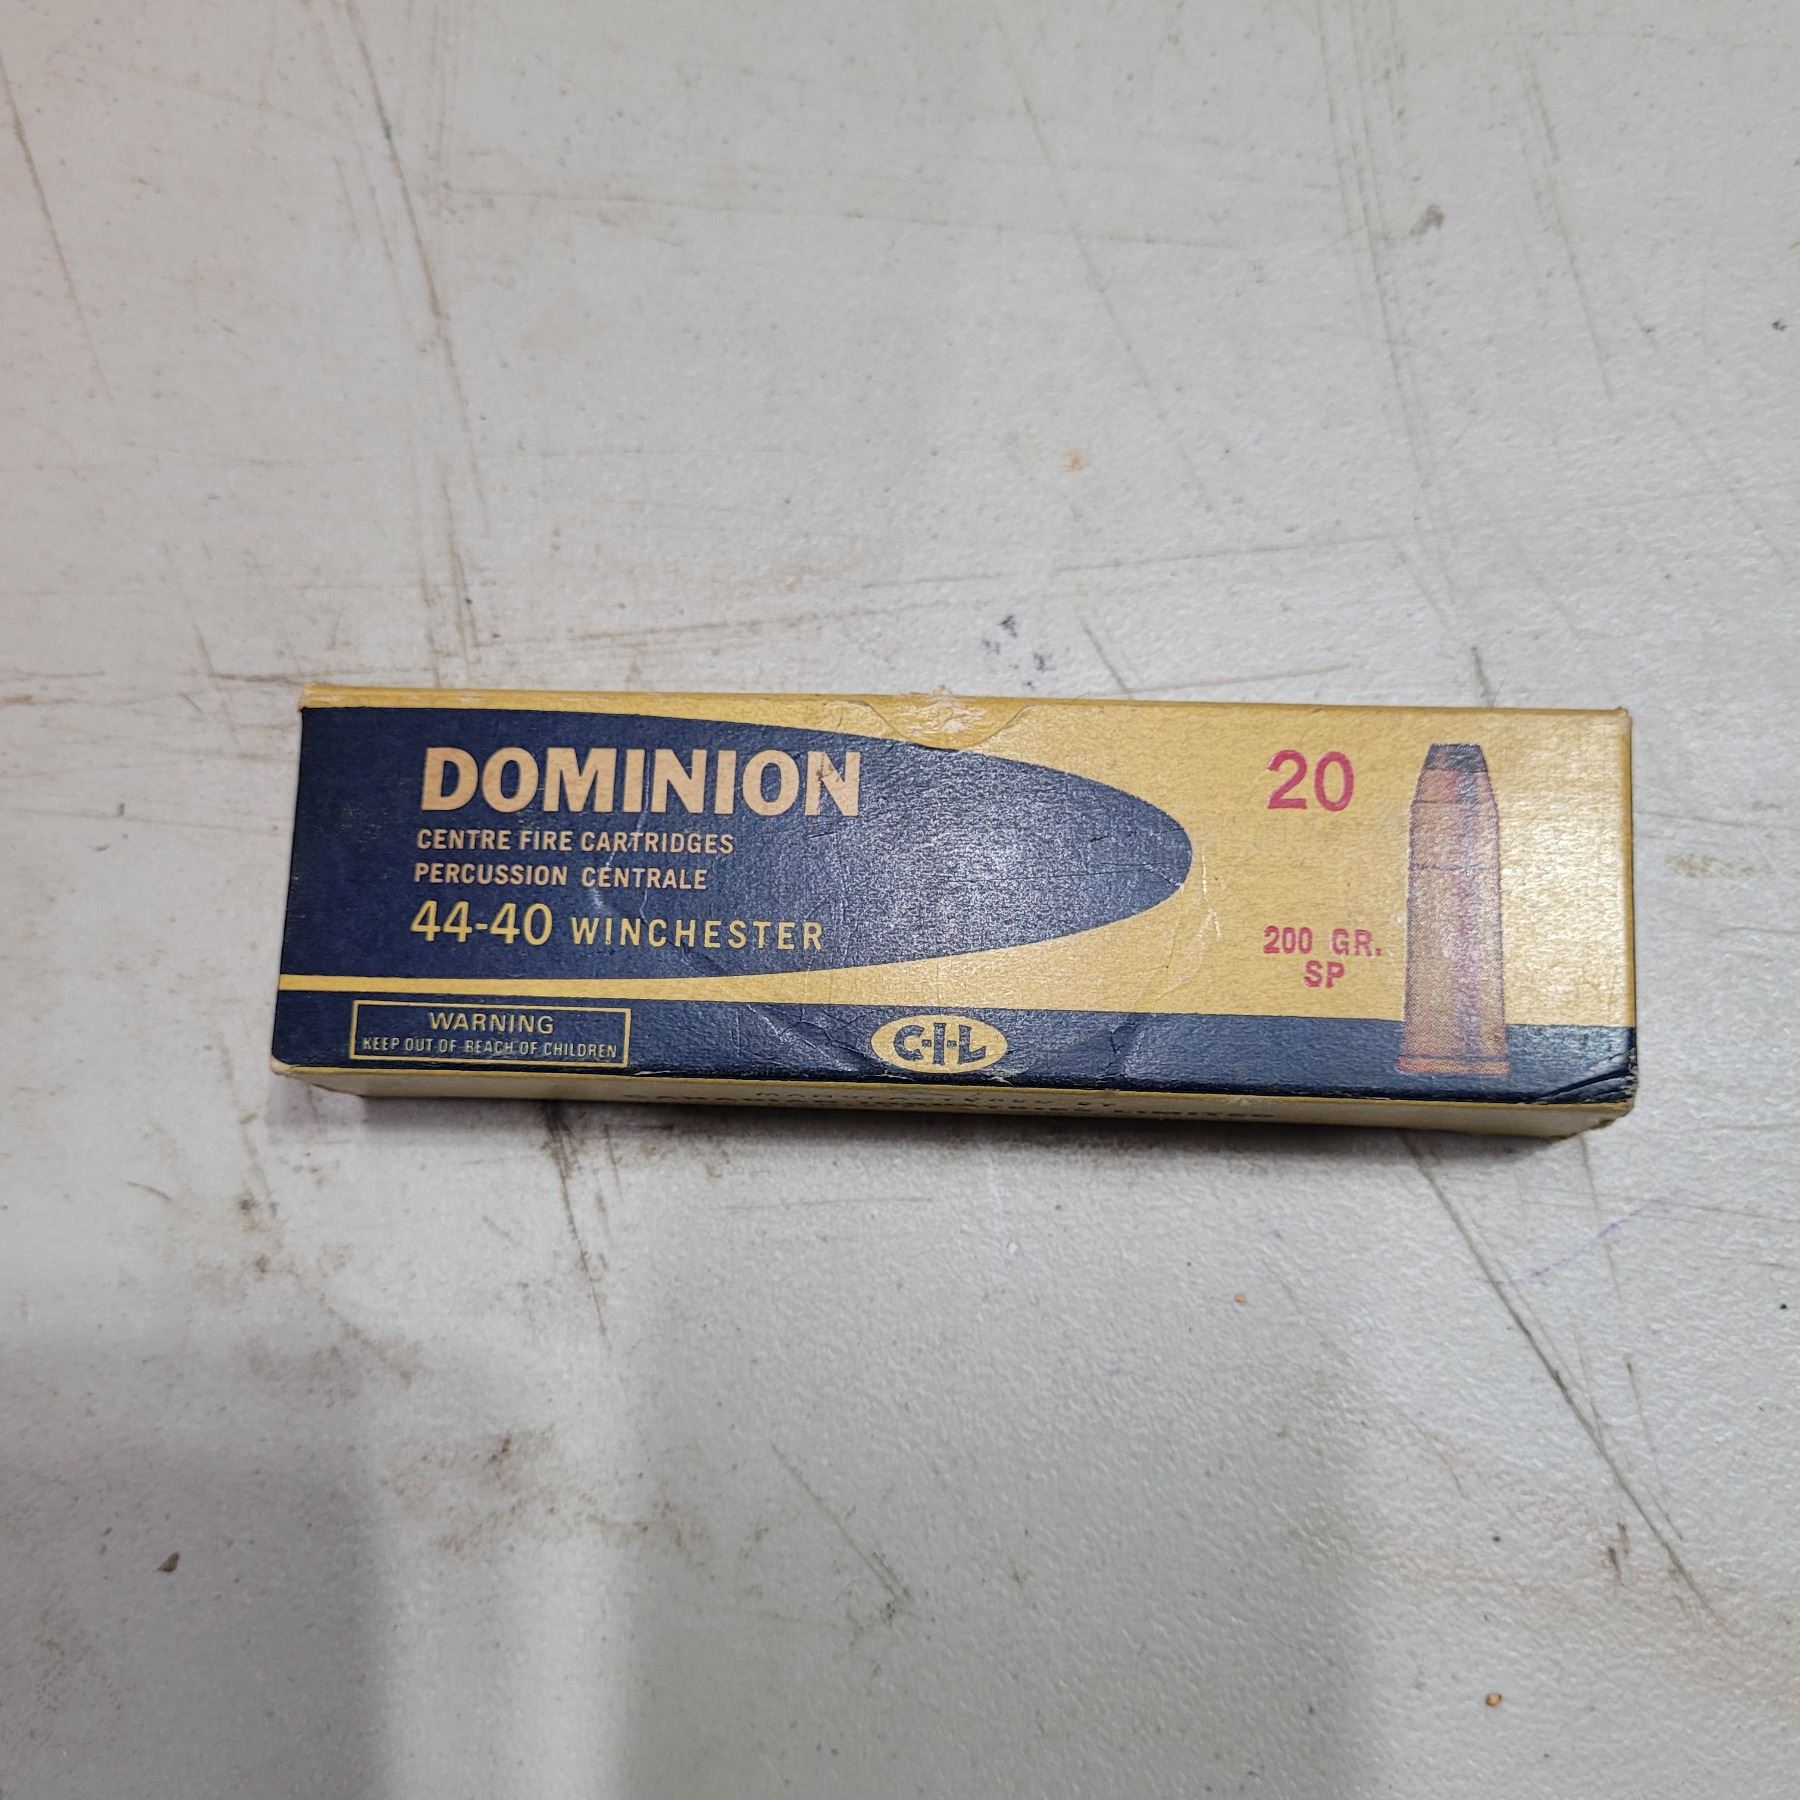 DOMINION
CENTRE FIRE CARTRIDGES
PERCUSSION CENTRALE
44-40 WINCHESTER
20
200 GR.
SP
WARNING
KEEP OUT OF REACH OF CHILDREN
C-I-L